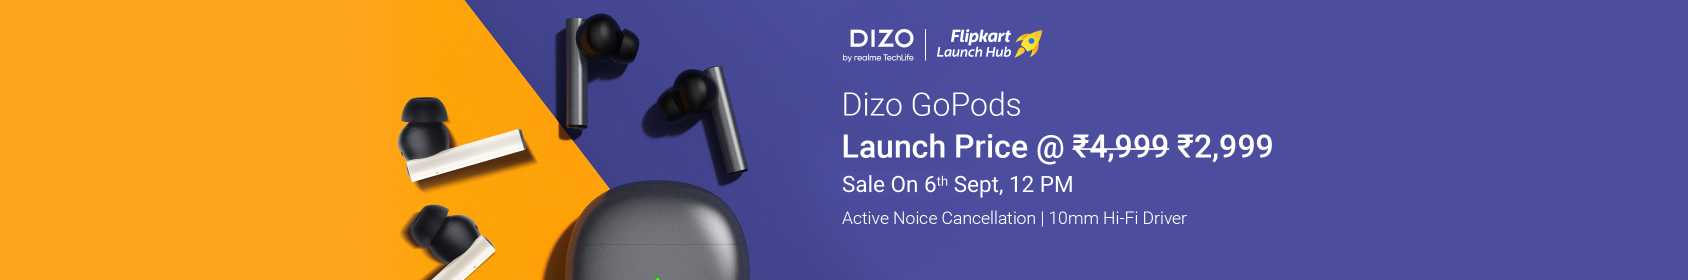 DIZO
by realme TechLife
Flipkart
Launch Hub
Dizo GoPods
Launch Price @ ₹4,999 ₹2,999
Sale On 6th Sept, 12 PM
Active Noice Cancellation | 10mm Hi-Fi Driver